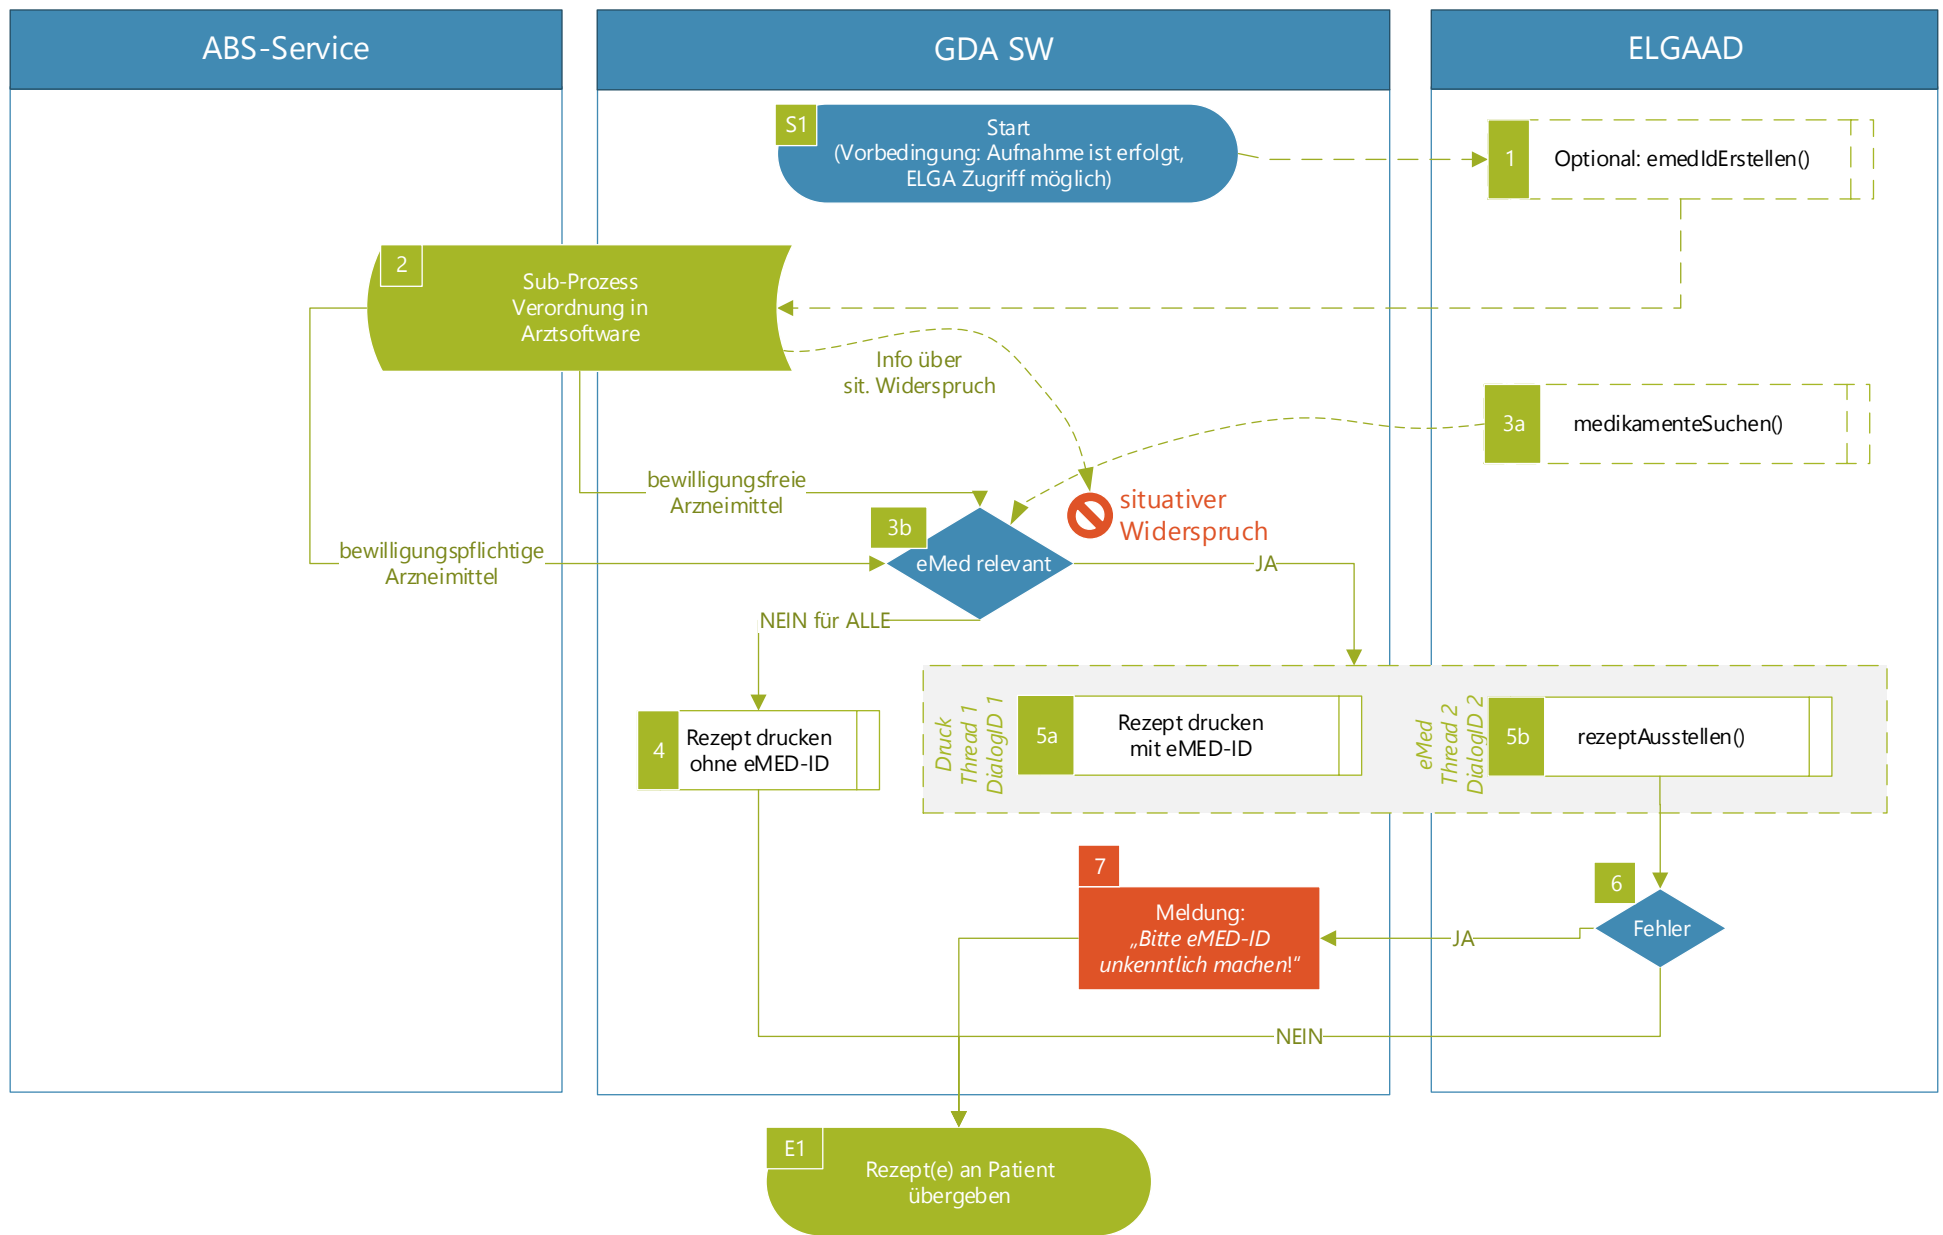 ABS-Service
GDA SW
ELGAAD
S1
Start
(Vorbedingung: Aufnahme ist erfolgt,
ELGA Zugriff möglich)
1
Optional: emedIdErstellen()
2
Sub-Prozess
Verordnung in
Arztsoftware
Info über
sit. Widerspruch
3a
medikamenteSuchen()
bewilligungsfreie
Arzneimittel
situativer
Widerspruch
3b
eMed relevant
bewilligungspflichtige
Arzneimittel
JA
NEIN für ALLE
4
Rezept drucken
ohne eMED-ID
Druck
Thread 1
DialogID 1
5a
Rezept drucken
mit eMED-ID
eMed
Thread 2
DialogID 2
5b
rezeptAusstellen()
7
Meldung:
„Bitte eMED-ID
unkenntlich machen!“
6
Fehler
JA
NEIN
E1
Rezept(e) an Patient
übergeben